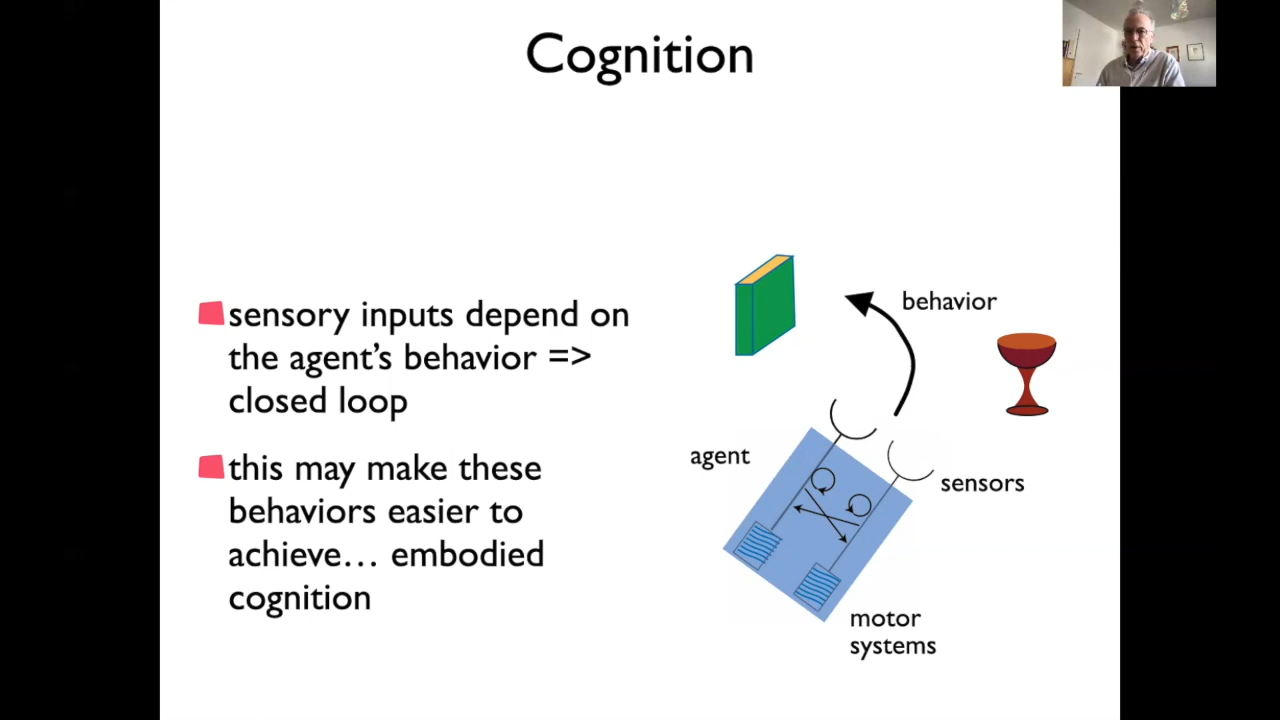 Cognition
sensory inputs depend on
the agent’s behavior =>
closed loop
this may make these
behaviors easier to
achieve… embodied
cognition
behavior
agent
sensors
motor
systems